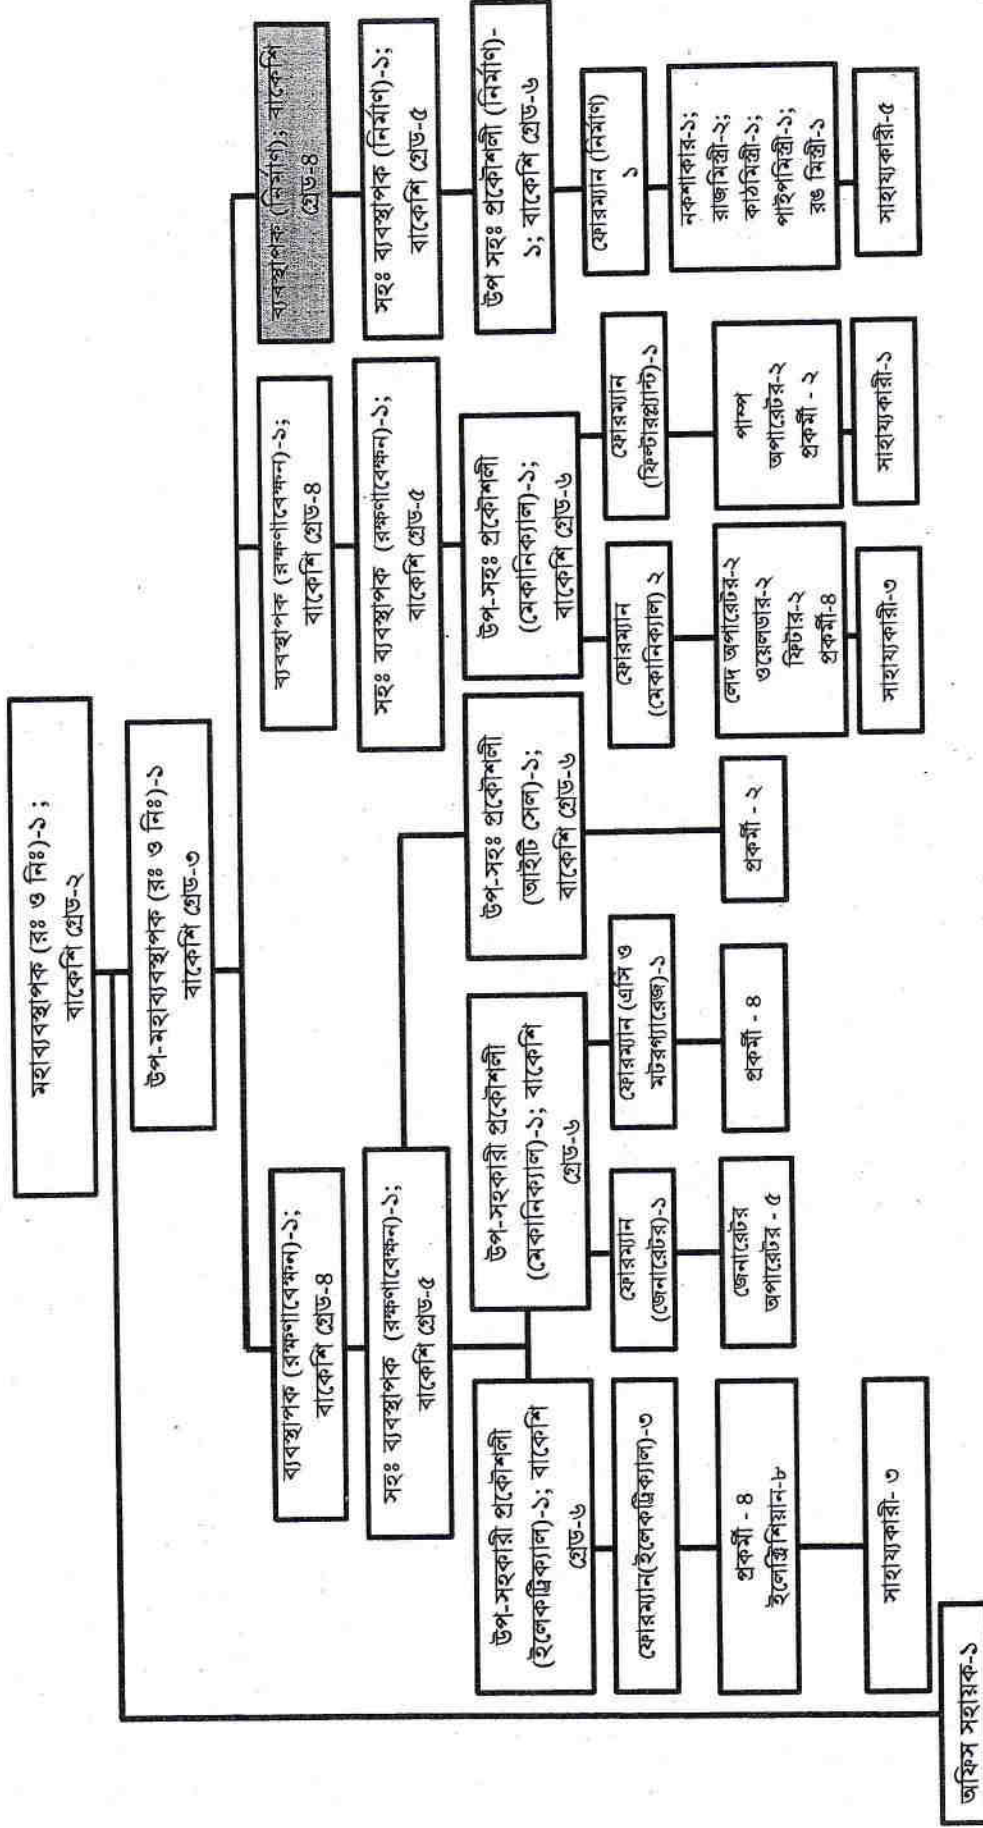 মহাব্যবস্থাপক (রঃ ও নিঃ)-১ ;
বাকেশি গ্রেড-২
উপ-মহাব্যবস্থাপক (রঃ ও নিঃ)-১
বাকেশি গ্রেড-৩
ব্যবস্থাপক (রক্ষণাবেক্ষন)-১;
বাকেশি গ্রেড-৪
ব্যবস্থাপক (রক্ষণাবেক্ষন)-১;
বাকেশি গ্রেড-৪
ব্যবস্থাপক (নির্মাণ); বাকেশি
গ্রেড-৪
সহঃ ব্যবস্থাপক (রক্ষণাবেক্ষন)-১;
বাকেশি গ্রেড-৫
সহঃ ব্যবস্থাপক (রক্ষণাবেক্ষন)-১;
বাকেশি গ্রেড-৫
সহঃ ব্যবস্থাপক (নির্মাণ)-১;
বাকেশি গ্রেড-৫
উপ-সহকারী প্রকৌশলী
(ইলেকট্রিক্যাল)-১; বাকেশি
গ্রেড-৬
উপ-সহকারী প্রকৌশলী
(মেকানিক্যাল)-১; বাকেশি
গ্রেড-৬
উপ-সহঃ প্রকৌশলী
(আইটি সেল)-১;
বাকেশি গ্রেড-৬
উপ-সহঃ প্রকৌশলী
(মেকানিক্যাল)-১;
বাকেশি গ্রেড-৬
উপ সহঃ প্রকৌশলী (নির্মাণ)-
১; বাকেশি গ্রেড-৬
ফোরম্যান(ইলেকট্রিক্যাল)-৩
ফোরম্যান
(জেনারেটর)-১
ফোরম্যান (এসি ও
মটরগ্যারেজ)-১
ফোরম্যান
(মেকানিক্যাল) ২
ফোরম্যান
(ফিল্টারপ্ল্যান্ট)-১
ফোরম্যান (নির্মাণ)
১
প্রকর্মী - ৪
ইলেক্ট্রিশিয়ান-৮
জেনারেটর
অপারেটর - ৫
প্রকর্মী - ৪
প্রকর্মী - ২
লেদ অপারেটর-২
ওয়েলডার-২
ফিটার-২
প্রকর্মী-৪
পাম্প
অপারেটর-২
প্রকর্মী - ২
নকশাকার-১;
রাজমিস্ত্রী-২;
কাঠমিস্ত্রী-১;
পাইপমিস্ত্রী-১;
রঙ মিস্ত্রী-১
সাহায্যকারী- ৩
সাহায্যকারী-৩
সাহায্যকারী-১
সাহায্যকারী-৫
অফিস সহায়ক-১